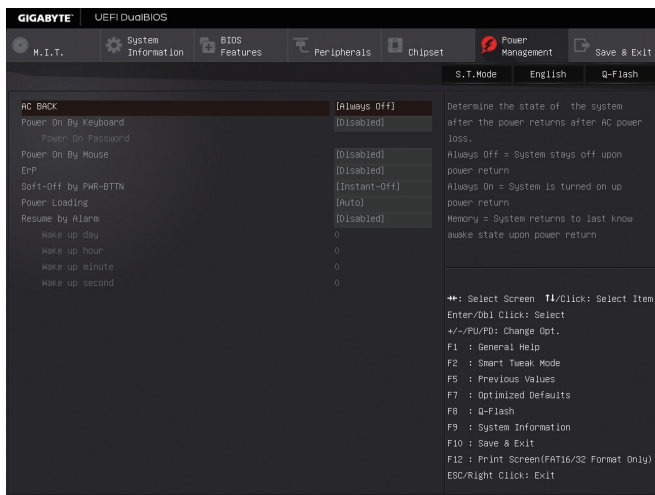 GIGABYTE™ UEFI DualBIOS
M.I.T.
System Information
BIOS Features
Peripherals
Chipset
Power Management
Save & Exit
S.T.Mode English Q-Flash
AC BACK [Always Off]
Power On By Keyboard [Disabled]
Power On Password
Power On By Mouse [Disabled]
ErP [Disabled]
Soft-Off by PWR-BTTN [Instant-Off]
Power Loading [Auto]
Resume by Alarm [Disabled]
Wake up day 0
Wake up hour 0
Wake up minute 0
Wake up second 0
Determine the state of the system
after the power returns after AC power
loss.
Always Off = System stays off upon
power return
Always On = System is turned on up
power return
Memory = System returns to last know
awake state upon power return
→←: Select Screen ↑↓/Click: Select Item
Enter/Dbl Click: Select
+/-/PU/PD: Change Opt.
F1 : General Help
F2 : Smart Tweak Mode
F5 : Previous Values
F7 : Optimized Defaults
F8 : Q-Flash
F9 : System Information
F10 : Save & Exit
F12 : Print Screen(FAT16/32 Format Only)
ESC/Right Click: Exit